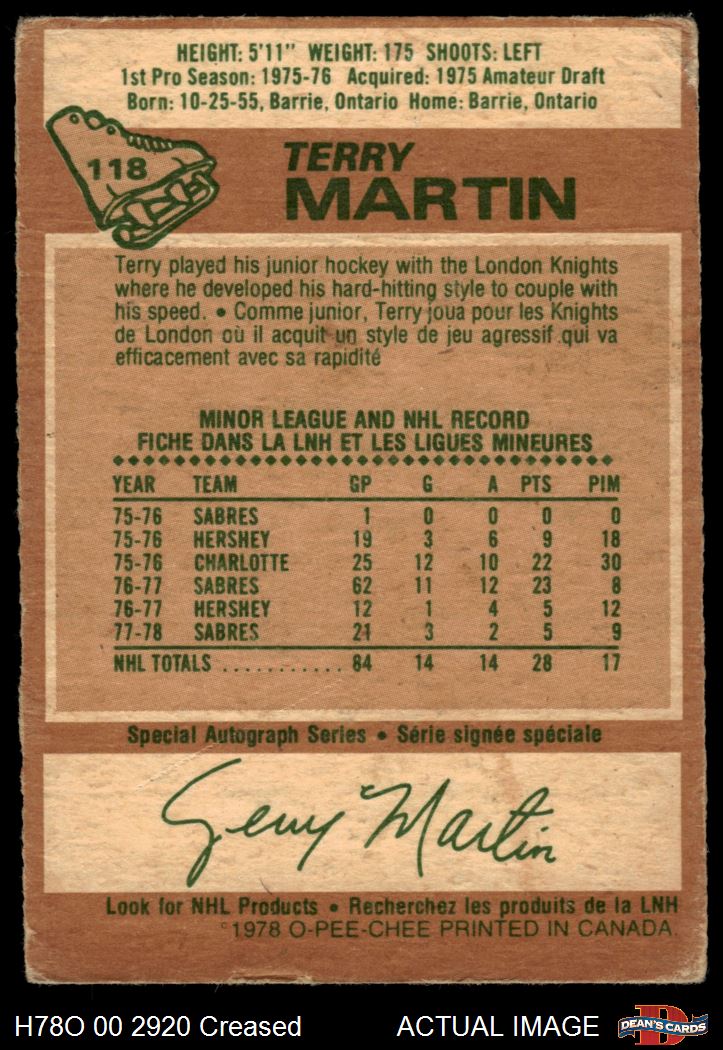 HEIGHT: 5'11" WEIGHT: 175 SHOOTS: LEFT
1st Pro Season: 1975-76 Acquired: 1975 Amateur Draft
Born: 10-25-55, Barrie, Ontario Home: Barrie, Ontario
118
TERRY
MARTIN
Terry played his junior hockey with the London Knights
where he developed his hard-hitting style to couple with
his speed. • Comme junior, Terry joua pour les Knights
de London où il acquit un style de jeu agressif qui va
efficacement avec sa rapidité
MINOR LEAGUE AND NHL RECORD
FICHE DANS LA LNH ET LES LIGUES MINEURES
YEAR TEAM GP G A PTS PIM
75-76 SABRES 1 0 0 0 0
75-76 HERSHEY 19 3 6 9 18
75-76 CHARLOTTE 25 12 10 22 30
76-77 SABRES 62 11 12 23 8
76-77 HERSHEY 12 1 4 5 12
77-78 SABRES 21 3 2 5 9
NHL TOTALS ........... 84 14 14 28 17
Special Autograph Series • Série signée spéciale
Terry Martin
Look for NHL Products • Recherchez les produits de la LNH
©1978 O-PEE-CHEE PRINTED IN CANADA.
H78O 00 2920 Creased ACTUAL IMAGE
D
DEAN'S CARDS